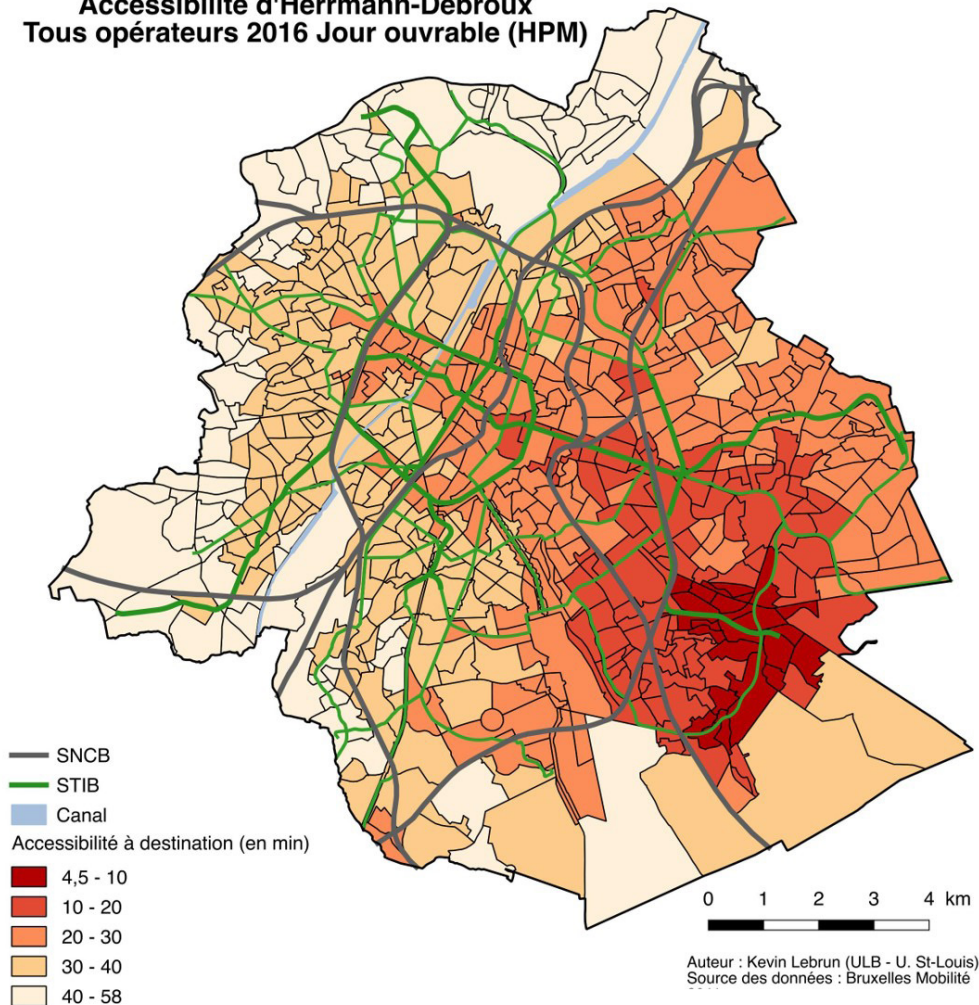 Accessibilité d'Herrmann-Debroux
Tous opérateurs 2016 Jour ouvrable (HPM)
SNCB
STIB
Canal
Accessibilité à destination (en min)
4,5 - 10
10 - 20
20 - 30
30 - 40
40 - 58
0 1 2 3 4 km
Auteur : Kevin Lebrun (ULB - U. St-Louis)
Source des données : Bruxelles Mobilité